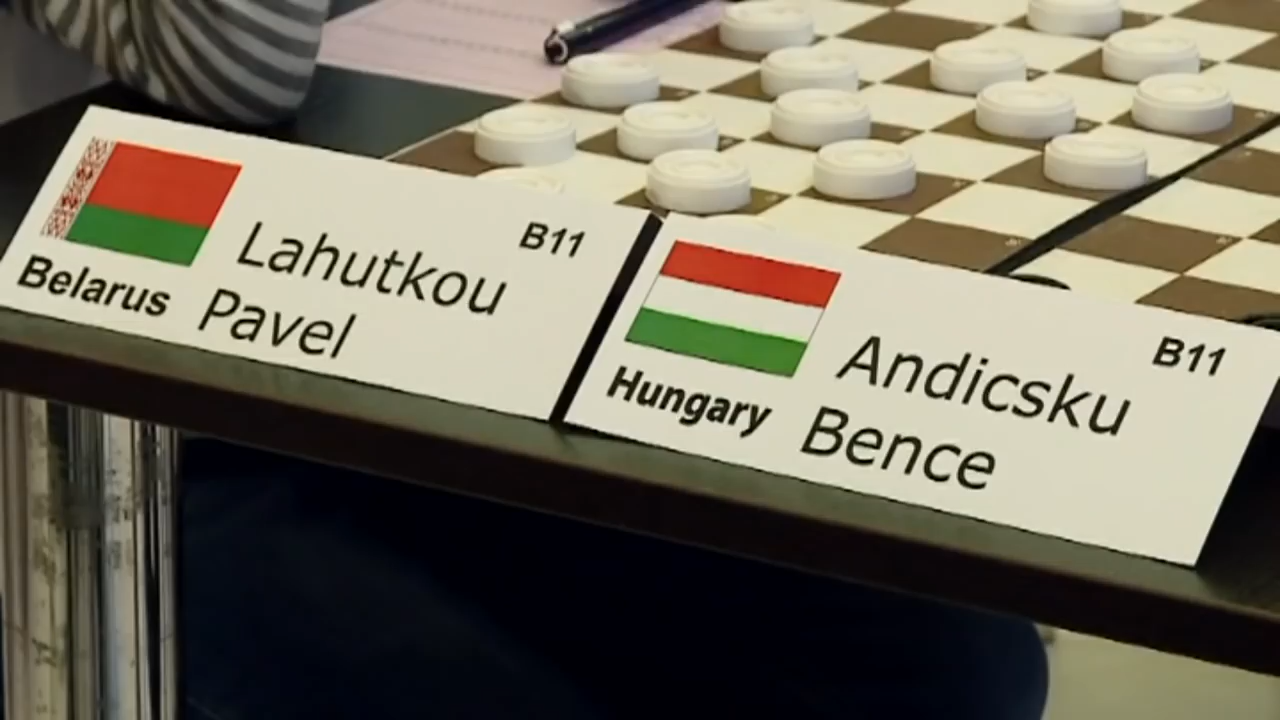 B11
Lahutkou
Belarus Pavel
B11
Andicsku
Hungary Bence